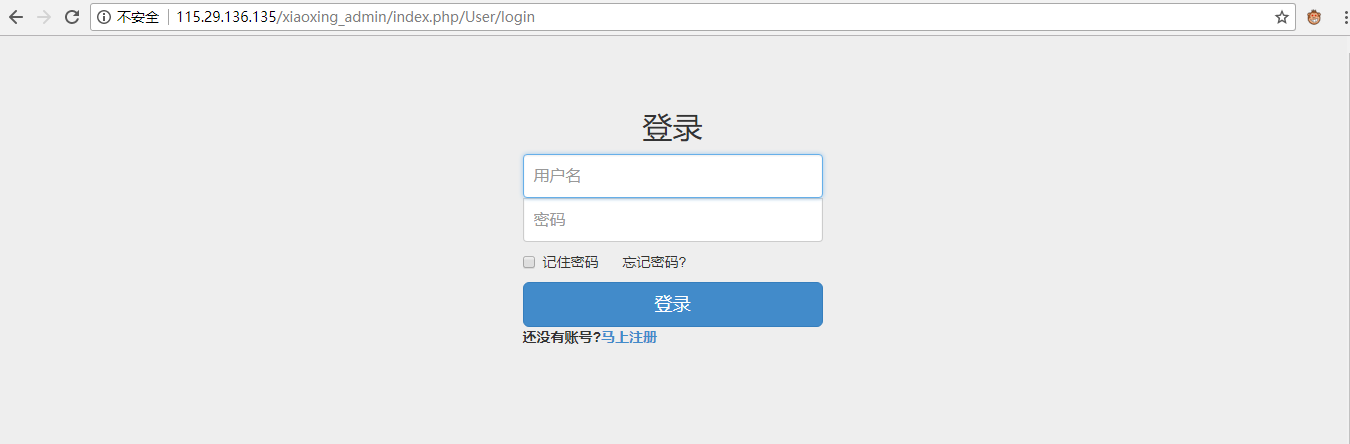 不安全 115.29.136.135/xiaoxing_admin/index.php/User/login
登录
用户名
密码
记住密码 忘记密码?
登录
还没有账号?马上注册